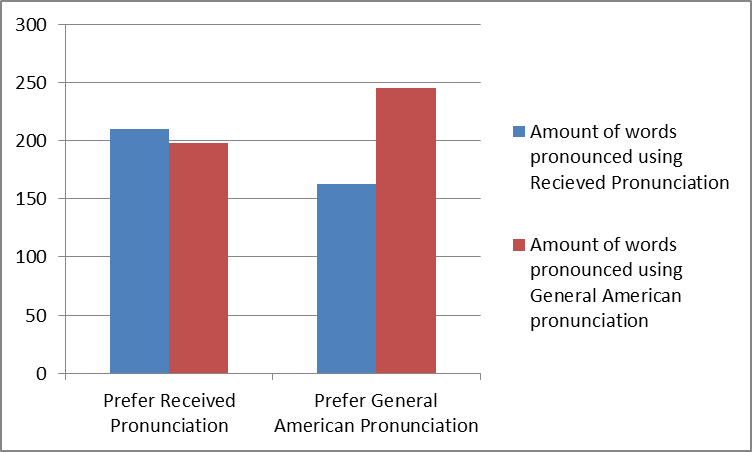 300
250
200
150
100
50
0
Prefer Received
Pronunciation
Prefer General
American Pronunciation
Amount of words
pronounced using
Recieved Pronunciation
Amount of words
pronounced using
General American
pronunciation